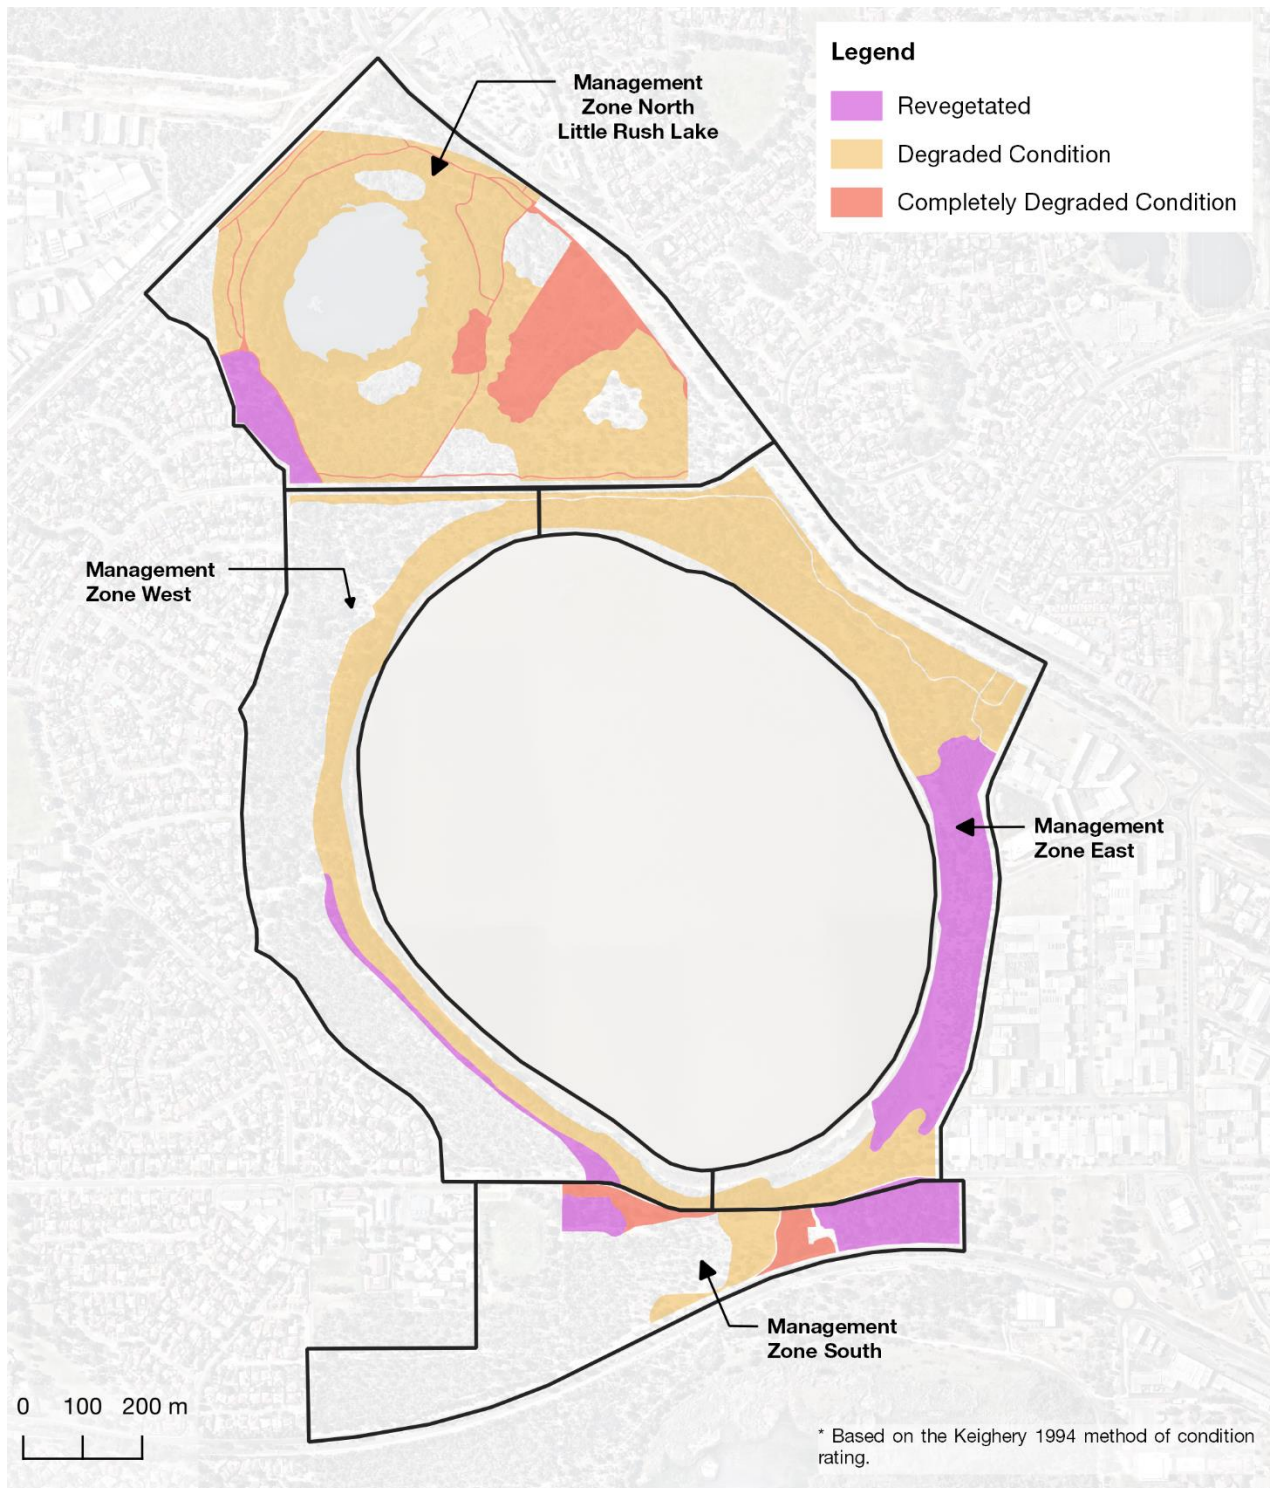 Legend
Revegetated
Degraded Condition
Completely Degraded Condition
Management
Zone North
Little Rush Lake
Management
Zone West
Management
Zone East
Management
Zone South
0 100 200 m
* Based on the Keighery 1994 method of condition
rating.